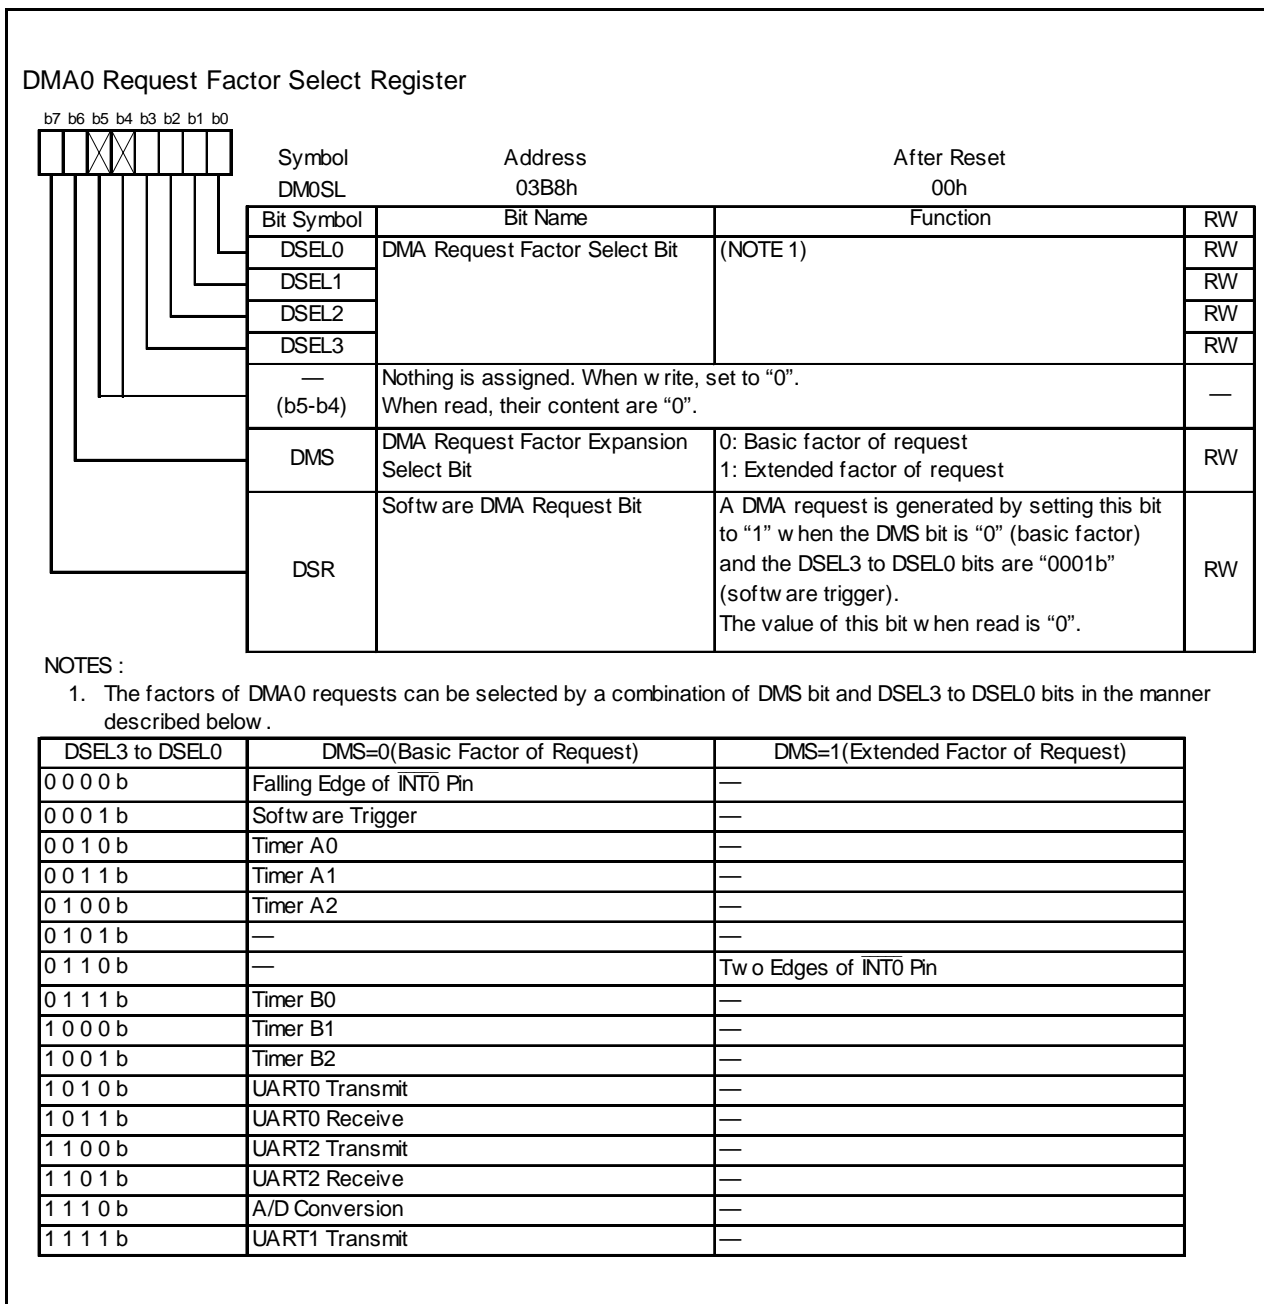 DMA0 Request Factor Select Register
b7 b6 b5 b4 b3 b2 b1 b0
Symbol Address After Reset
DM0SL 03B8h 00h
Bit Symbol Bit Name Function RW
DSEL0 DMA Request Factor Select Bit (NOTE 1) RW
DSEL1 RW
DSEL2 RW
DSEL3 RW
— Nothing is assigned. When write, set to “0”.
(b5-b4) When read, their content are “0”. —
DMS DMA Request Factor Expansion Select Bit 0: Basic factor of request
1: Extended factor of request RW
DSR Software DMA Request Bit A DMA request is generated by setting this bit
to “1” when the DMS bit is “0” (basic factor)
and the DSEL3 to DSEL0 bits are “0001b”
(software trigger).
The value of this bit when read is “0”. RW
NOTES :
1. The factors of DMA0 requests can be selected by a combination of DMS bit and DSEL3 to DSEL0 bits in the manner
described below .
DSEL3 to DSEL0 DMS=0(Basic Factor of Request) DMS=1(Extended Factor of Request)
0 0 0 0 b Falling Edge of INT0 Pin —
0 0 0 1 b Software Trigger —
0 0 1 0 b Timer A0 —
0 0 1 1 b Timer A1 —
0 1 0 0 b Timer A2 —
0 1 0 1 b — —
0 1 1 0 b — Two Edges of INT0 Pin
0 1 1 1 b Timer B0 —
1 0 0 0 b Timer B1 —
1 0 0 1 b Timer B2 —
1 0 1 0 b UART0 Transmit —
1 0 1 1 b UART0 Receive —
1 1 0 0 b UART2 Transmit —
1 1 0 1 b UART2 Receive —
1 1 1 0 b A/D Conversion —
1 1 1 1 b UART1 Transmit —